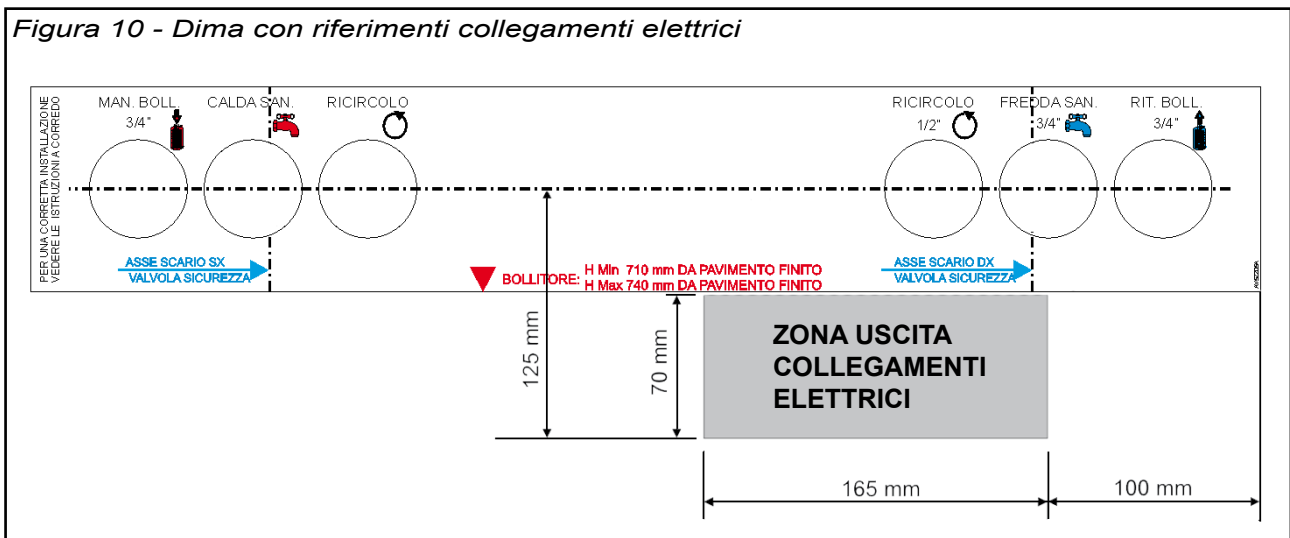 Figura 10 - Dima con riferimenti collegamenti elettrici
PER UNA CORRETTA INSTALLAZIONE
VEDERE LE ISTRUZIONI A CORREDO
MAN. BOLL.
3/4"
CALDA SAN.
RICIRCOLO
RICIRCOLO
1/2"
FREDDA SAN.
3/4"
RIT. BOLL.
3/4"
ASSE SCARIO SX
VALVOLA SICUREZZA
BOLLITORE:
H Min 710 mm DA PAVIMENTO FINITO
H Max 740 mm DA PAVIMENTO FINITO
ASSE SCARIO DX
VALVOLA SICUREZZA
125 mm
70 mm
ZONA USCITA
COLLEGAMENTI
ELETTRICI
165 mm
100 mm